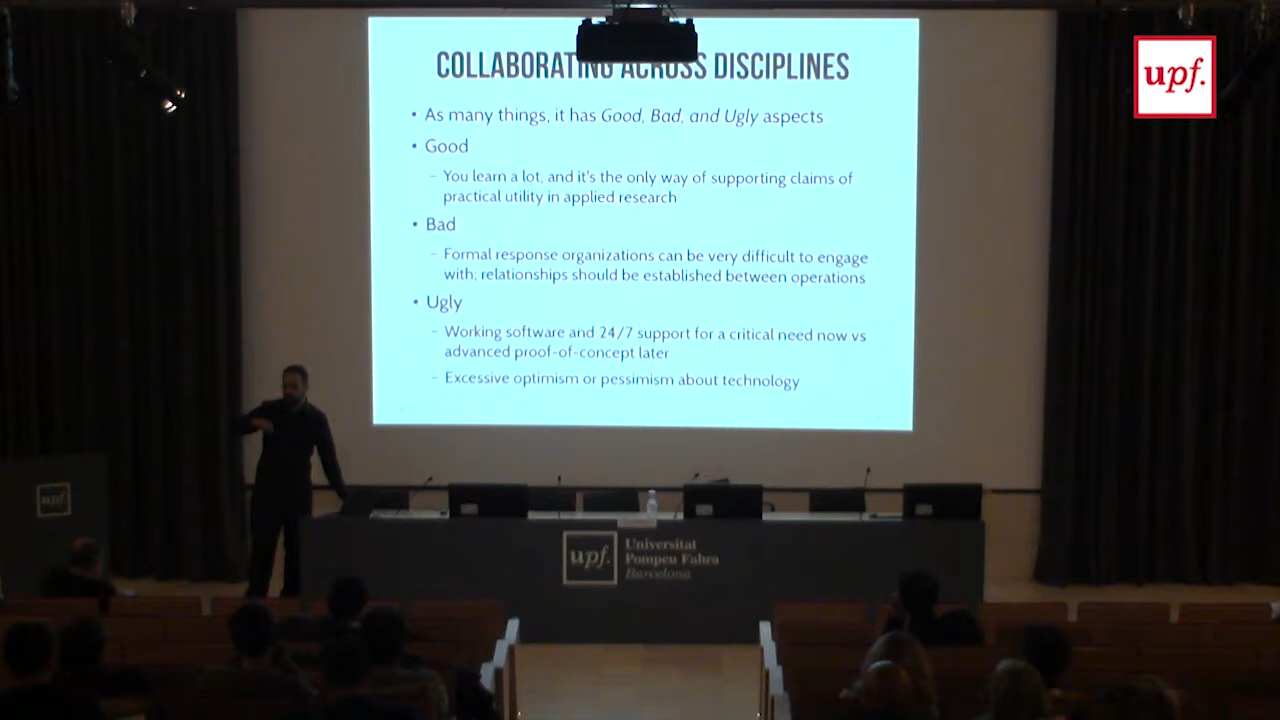 COLLABORATING ACROSS DISCIPLINES
upf.
• As many things, it has Good, Bad, and Ugly aspects
• Good
– You learn a lot, and it's the only way of supporting claims of
practical utility in applied research
• Bad
– Formal response organizations can be very difficult to engage
with; relationships should be established between operations
• Ugly
– Working software and 24/7 support for a critical need now vs
advanced proof-of-concept later
– Excessive optimism or pessimism about technology
upf.
upf.
Universitat
Pompeu Fabra
Barcelona